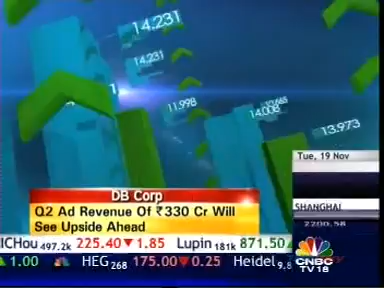 14.231
14.231
11.998
14.008
13.973
Tue, 19 Nov
DB Corp
Q2 Ad Revenue Of ₹330 Cr Will
See Upside Ahead
SHANGHAI
2200.58
ICHou 497.2k 225.40▼1.85 Lupin 181k 871.50▲
▲1.00 HEG 268 175.00▼0.25 Heidel 9,8
CNBC
TV18